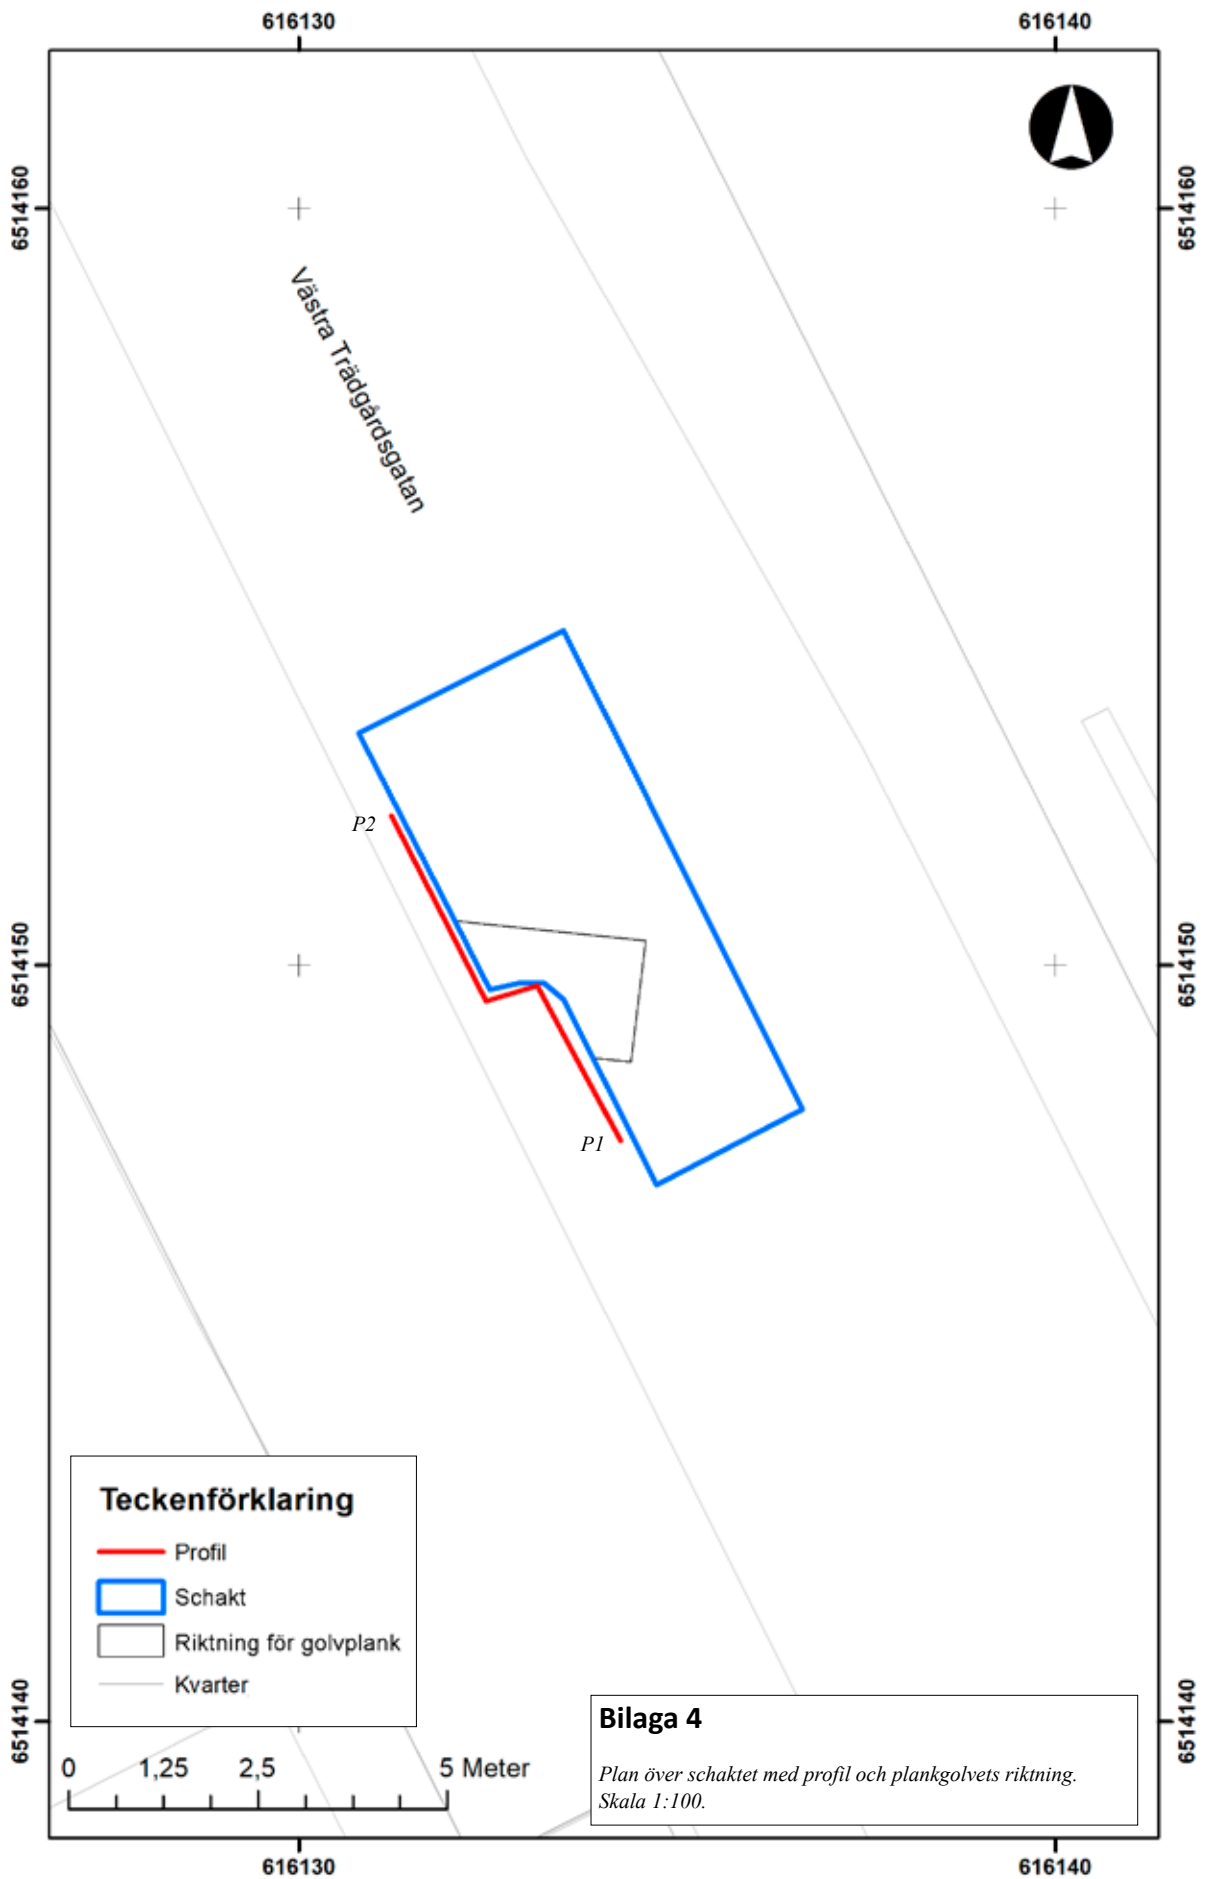 616130
616140
6514160
6514160
Västra Trädgårdsgatan
P2
6514150
6514150
P1
Teckenförklaring
Profil
Schakt
Riktning för golvplank
Kvarter
6514140
6514140
Bilaga 4
Plan över schaktet med profil och plankgolvets riktning.
Skala 1:100.
0 1,25 2,5 5 Meter
616130
616140